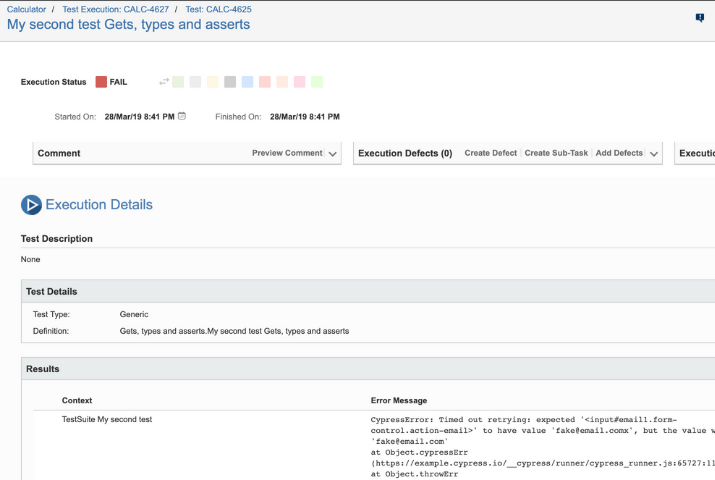 Calculator / Test Execution: CALC-4627 / Test: CALC-4625
My second test Gets, types and asserts
Execution Status FAIL
Started On: 28/Mar/19 8:41 PM Finished On: 28/Mar/19 8:41 PM
Comment Preview Comment Execution Defects (0) Create Defect Create Sub-Task Add Defects Executio
Execution Details
Test Description
None
Test Details
Test Type: Generic
Definition: Gets, types and asserts.My second test Gets, types and asserts
Results
Context Error Message
TestSuite My second test CypressError: Timed out retrying: expected '<input#email1.form-
control.action-email>' to have value 'fake@email.comx', but the value w
'fake@email.com'
at Object.cypressErr
(https://example.cypress.io/__cypress/runner/cypress_runner.js:65727:11
at Object.throwErr